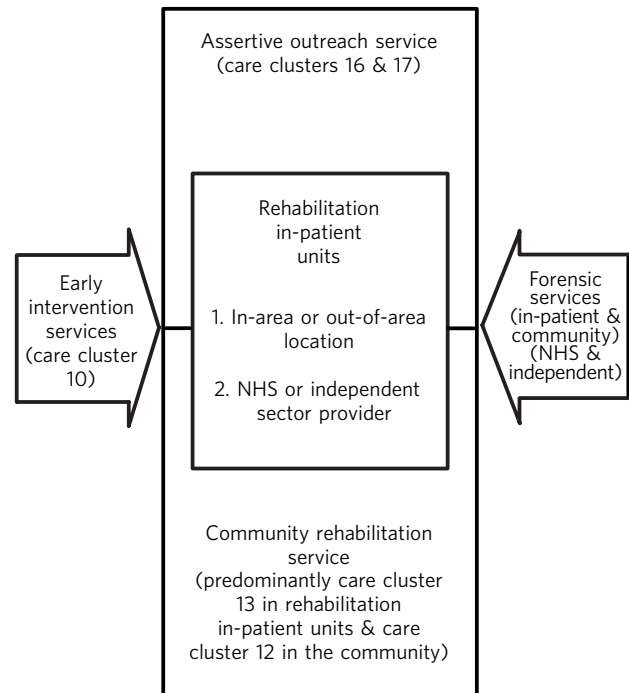 Assertive outreach service
(care clusters 16 & 17)
Rehabilitation
in-patient
units
1. In-area or out-of-area
location
2. NHS or independent
sector provider
Early
intervention
services
(care cluster
10)
Forensic
services
(in-patient &
community)
(NHS &
independent)
Community rehabilitation
service
(predominantly care cluster
13 in rehabilitation
in-patient units & care
cluster 12 in the community)